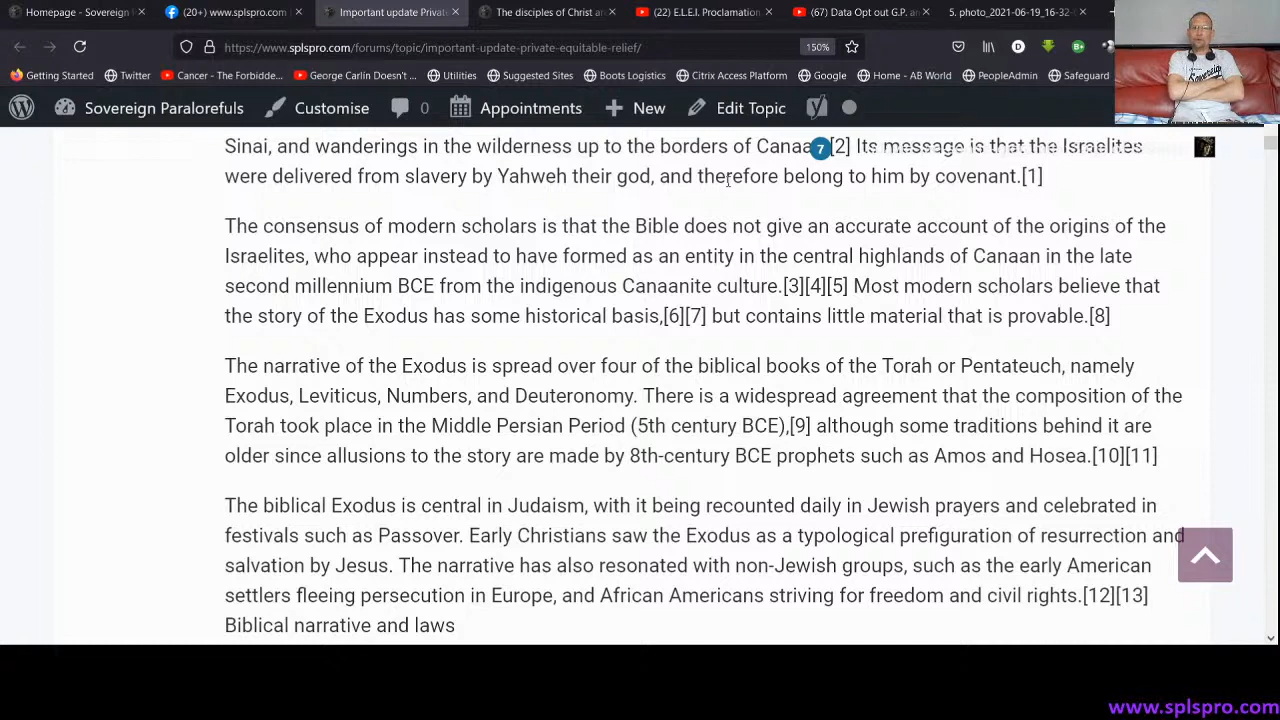 Homepage - Sovereign
(20+) www.splspro.com
Important update Privat
The disciples of Christ an
(22) E.L.E.I. Proclamation
(67) Data Opt out G.P. an
5. photo_2021-06-19_16-32-
https://www.splspro.com/forums/topic/important-update-private-equitable-relief/
150%
Getting Started Twitter Cancer - The Forbidde... George Carlin Doesn't ... Utilities Suggested Sites Boots Logistics Citrix Access Platform Google Home - AB World PeopleAdmin Safeguard
Sovereign Paralorefuls Customise 0 Appointments New Edit Topic
Sinai, and wanderings in the wilderness up to the borders of Canaa 7 [2] Its message is that the Israelites
were delivered from slavery by Yahweh their god, and therefore belong to him by covenant.[1]
The consensus of modern scholars is that the Bible does not give an accurate account of the origins of the
Israelites, who appear instead to have formed as an entity in the central highlands of Canaan in the late
second millennium BCE from the indigenous Canaanite culture.[3][4][5] Most modern scholars believe that
the story of the Exodus has some historical basis,[6][7] but contains little material that is provable.[8]
The narrative of the Exodus is spread over four of the biblical books of the Torah or Pentateuch, namely
Exodus, Leviticus, Numbers, and Deuteronomy. There is a widespread agreement that the composition of the
Torah took place in the Middle Persian Period (5th century BCE),[9] although some traditions behind it are
older since allusions to the story are made by 8th-century BCE prophets such as Amos and Hosea.[10][11]
The biblical Exodus is central in Judaism, with it being recounted daily in Jewish prayers and celebrated in
festivals such as Passover. Early Christians saw the Exodus as a typological prefiguration of resurrection and
salvation by Jesus. The narrative has also resonated with non-Jewish groups, such as the early American
settlers fleeing persecution in Europe, and African Americans striving for freedom and civil rights.[12][13]
Biblical narrative and laws
www.splspro.com